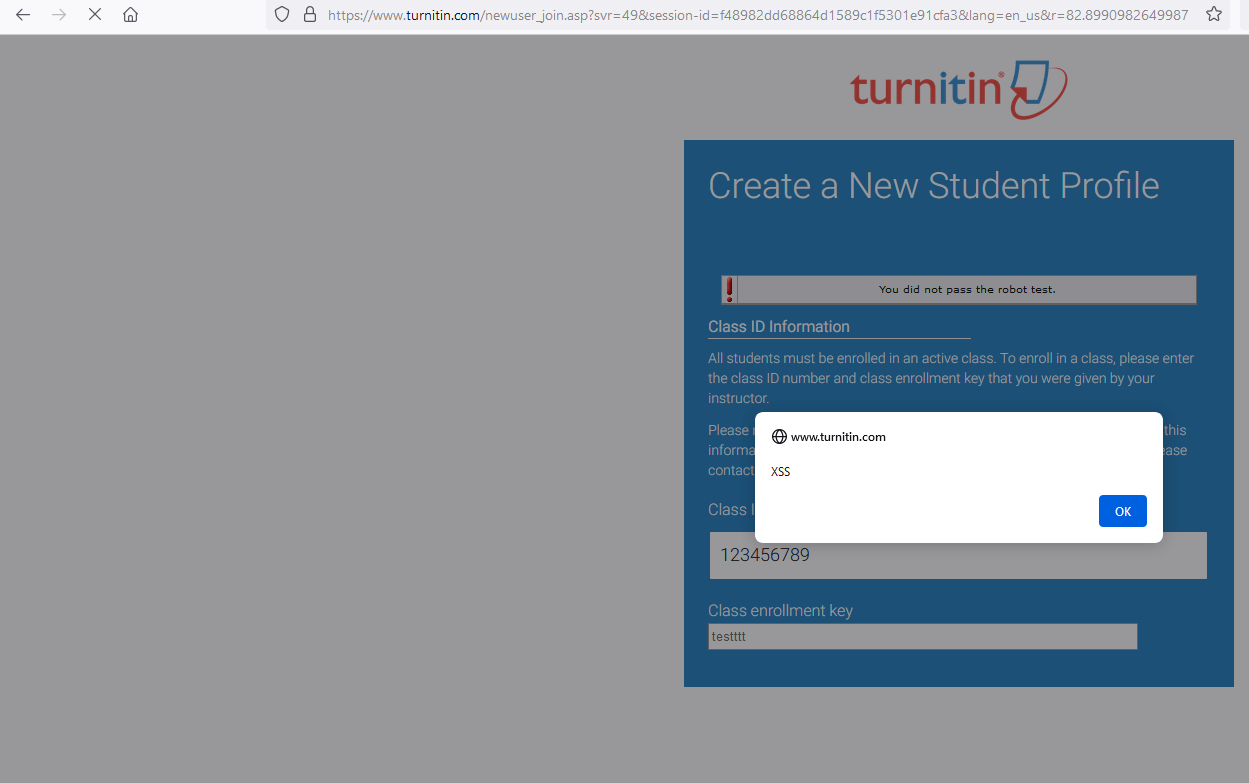 https://www.turnitin.com/newuser_join.asp?svr=49&session-id=f48982dd68864d1589c1f5301e91cfa3&lang=en_us&r=82.8990982649987
turnitin®
Create a New Student Profile
You did not pass the robot test.
Class ID Information
All students must be enrolled in an active class. To enroll in a class, please enter
the class ID number and class enrollment key that you were given by your
instructor.
Please this
informa ease
contact
www.turnitin.com
XSS
OK
Class
123456789
Class enrollment key
testttt